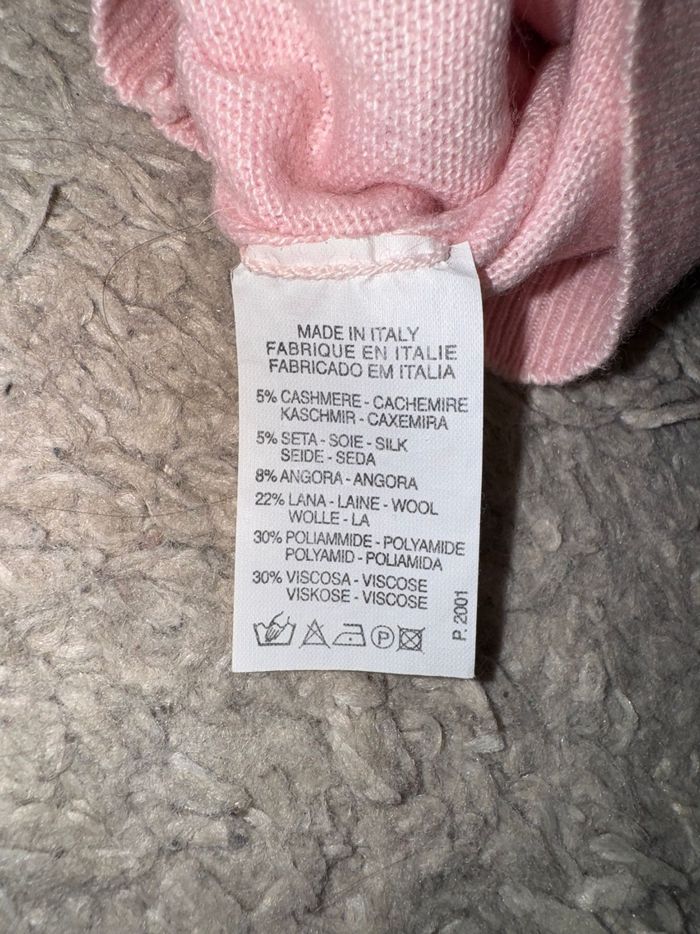 MADE IN ITALY
FABRIQUE EN ITALIE
FABRICADO EM ITALIA
5% CASHMERE - CACHEMIRE
KASCHMIR - CAXEMIRA
5% SETA - SOIE - SILK
SEIDE - SEDA
8% ANGORA - ANGORA
22% LANA - LAINE - WOOL
WOLLE - LA
30% POLIAMMIDE - POLYAMIDE
POLYAMID - POLIAMIDA
30% VISCOSA - VISCOSE
VISKOSE - VISCOSE
P
P. 2001